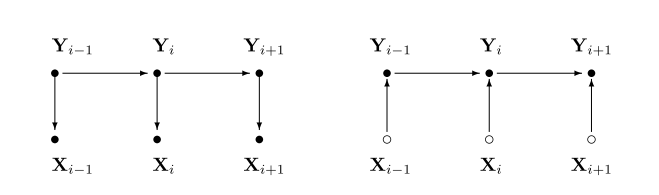 Y_{i-1} Y_i Y_{i+1} Y_{i-1} Y_i Y_{i+1}
X_{i-1} X_i X_{i+1} X_{i-1} X_i X_{i+1}